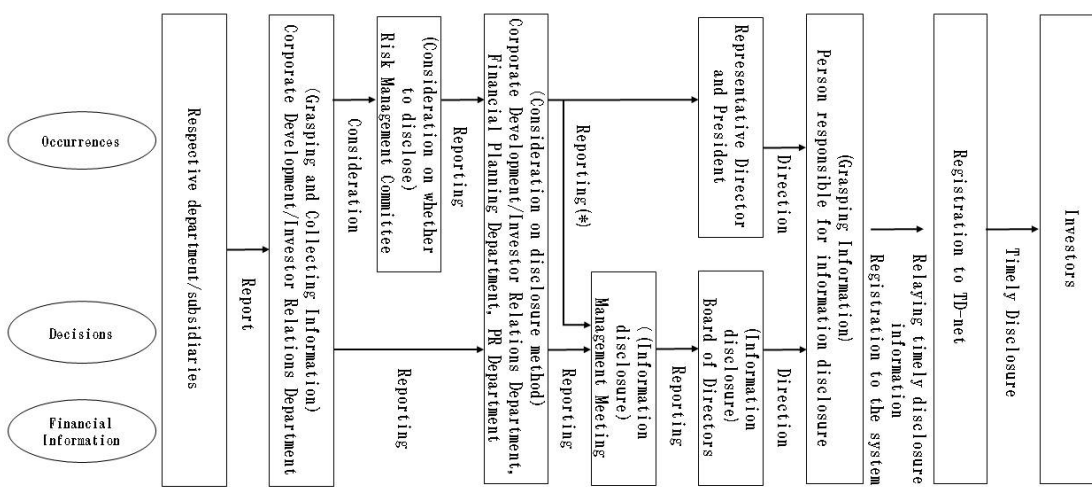 Occurrences
Decisions
Financial
Information
Respective department/subsidiaries
Report
(Grasping and Collecting Information)
Corporate Development/Investor Relations Department
Consideration
Reporting
(Consideration on whether
to disclose)
Risk Management Committee
Reporting
(Consideration on disclosure method)
Corporate Development/Investor Relations Department,
Financial Planning Department, PR Department
Reporting(*)
Reporting
((Information
disclosure)
Management Meeting
Reporting
Representative Director
and President
(Information
disclosure)
Board of Directors
Direction
Direction
(Grasping Information)
Person responsible for information disclosure
Relaying timely disclosure
information
Registration to the system
Registration to TD-net
Timely Disclosure
Investors